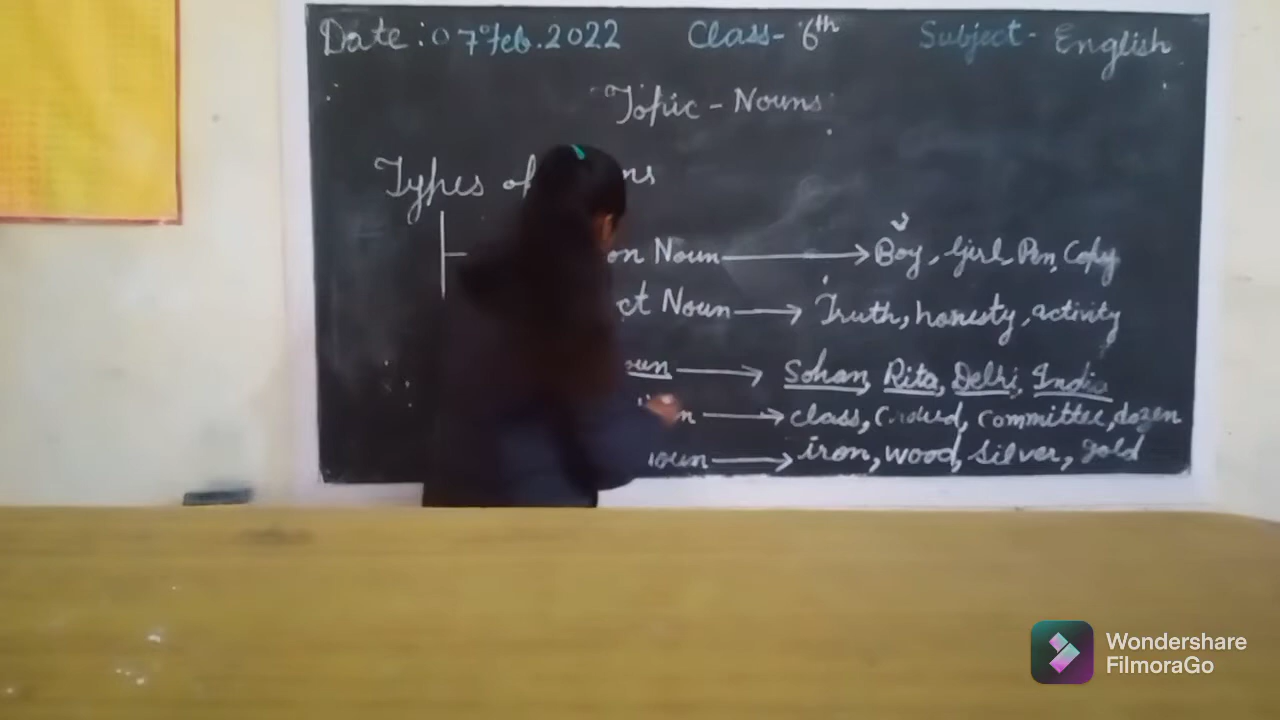 Date: 07 Feb. 2022 Class- 6th Subject- English
Topic - Nouns
Types of ns
on Noun → Boy, Girl, Pen, Copy
ct Noun → Truth, honesty, activity
oun → Sohan, Rita, Delhi, India
n → class, Crowd, committee, dozen
oun → iron, wood, silver, gold
Wondershare
FilmoraGo